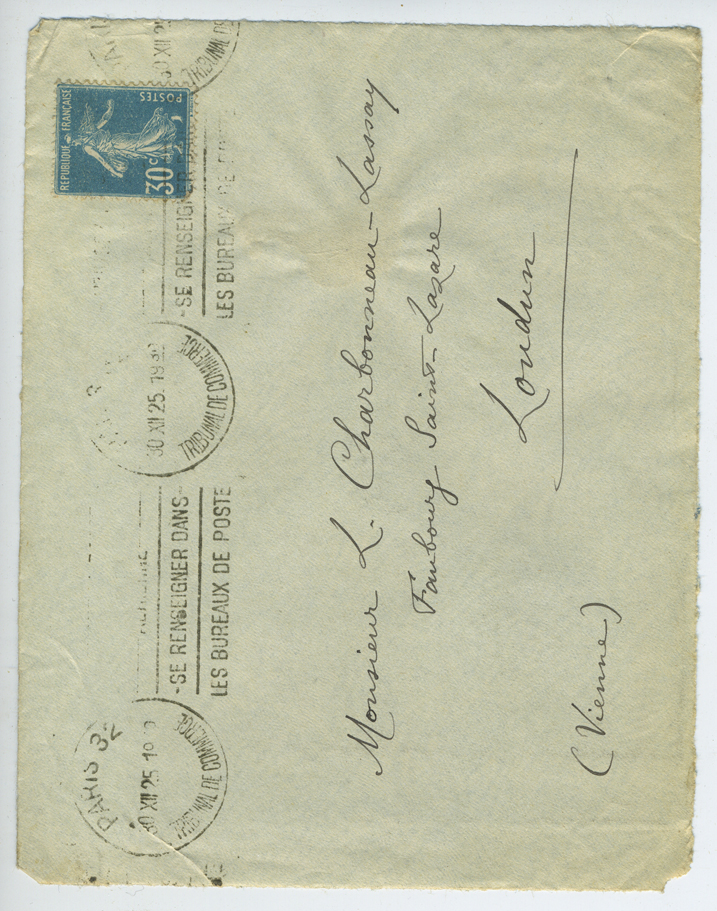 PARIS 32
30 XII 25 19
TRIBUNAL DE COMMERCE
SE RENSEIGNER DANS
LES BUREAUX DE POSTE
30 XII 25. 19 3
TRIBUNAL DE COMMERCE
SE RENSEIGNER DANS
LES BUREAUX DE POSTE
30 XII 25
TRIBUNAL DE
REPUBLIQUE FRANÇAISE
POSTES
30c
Monsieur L. Charbonneau-Lassay
Faubourg Saint-Lazare
Loudun
(Vienne)